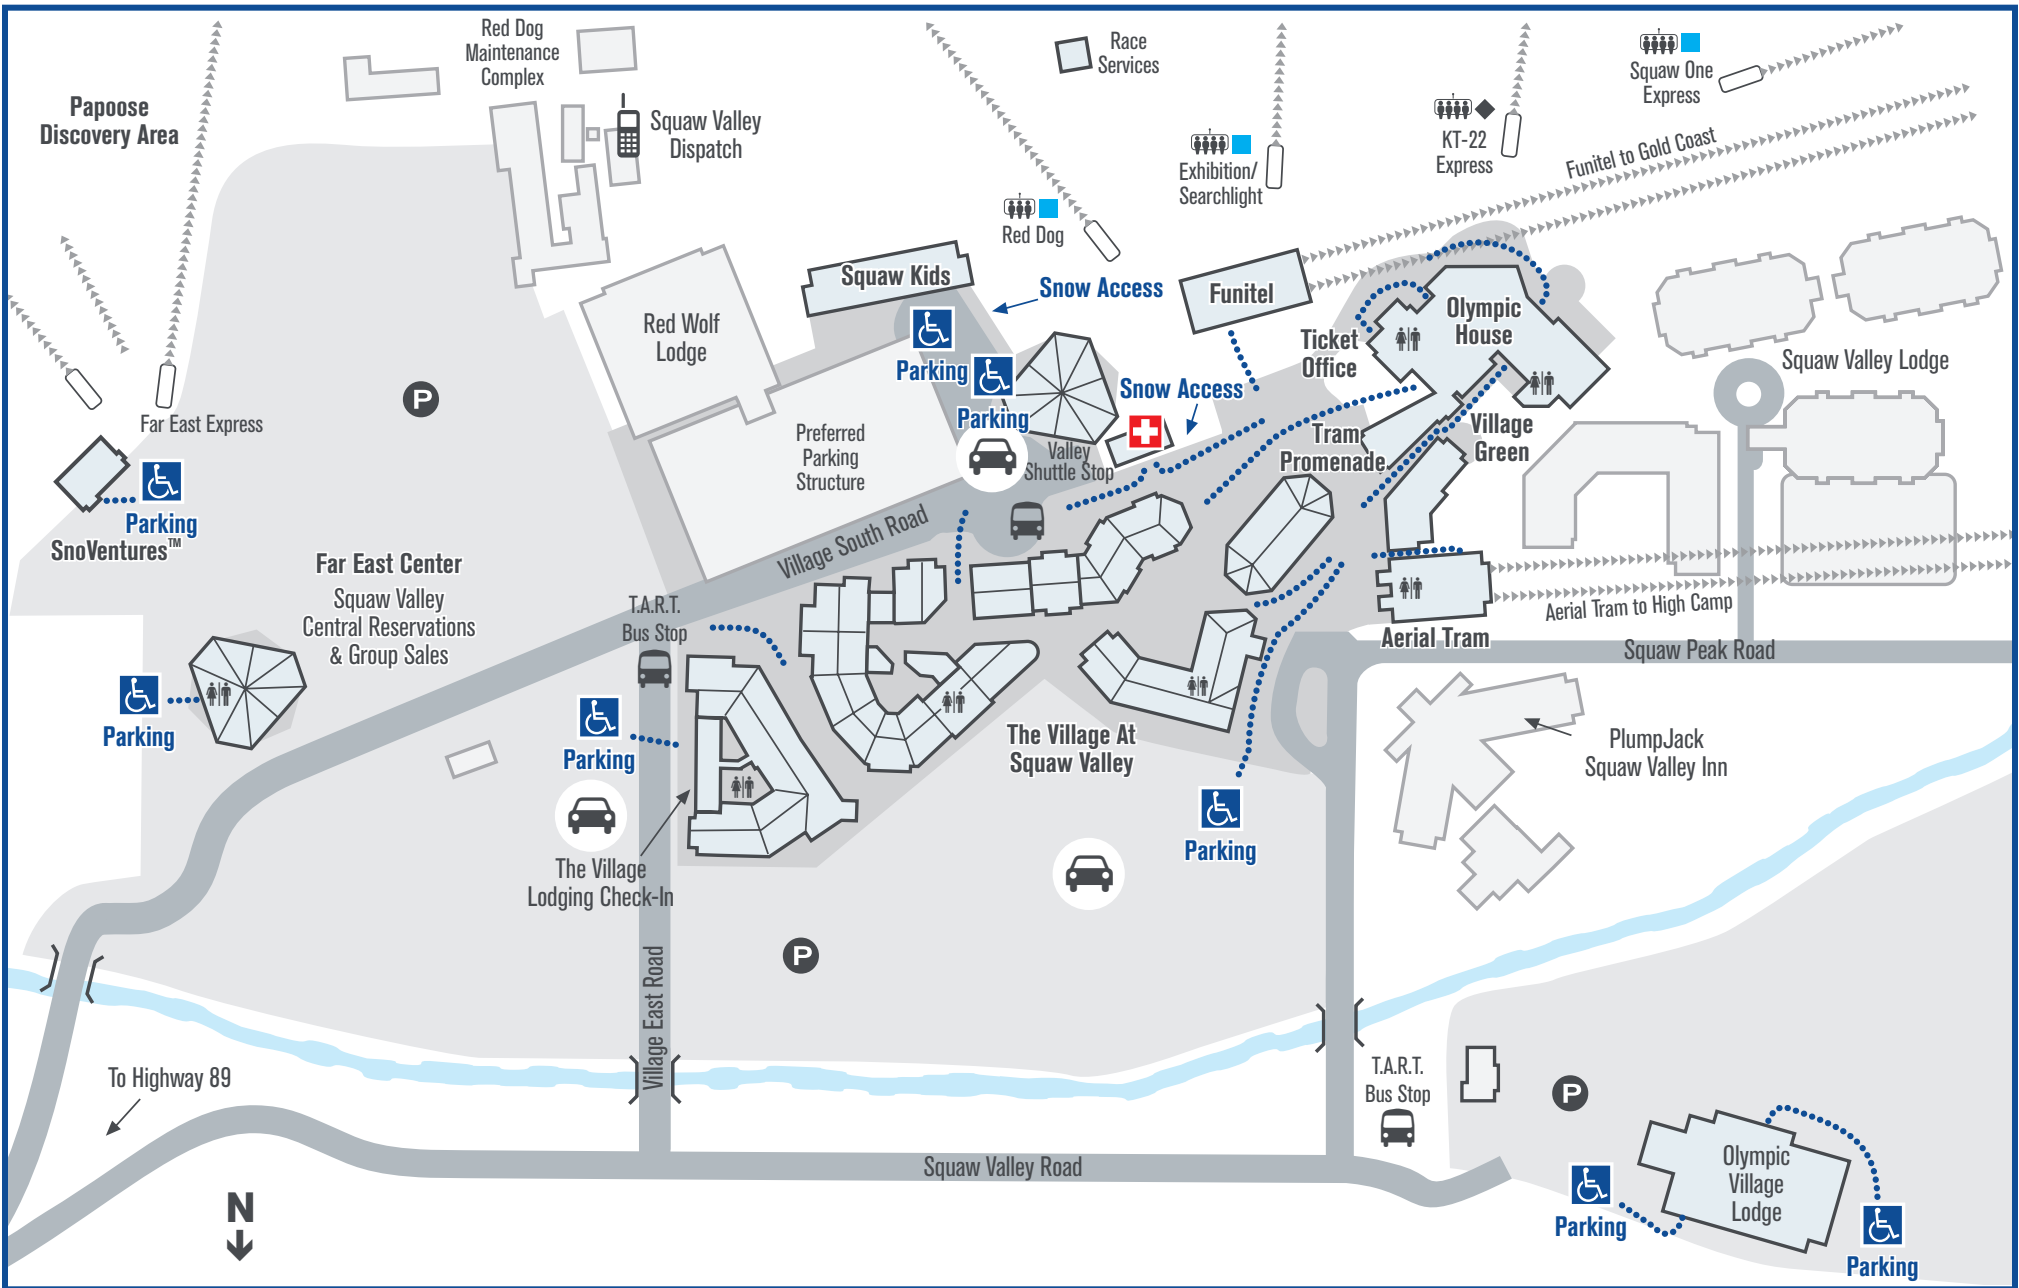 Red Dog
Maintenance
Complex
Race
Services
Squaw One
Express
Papoose
Discovery Area
Squaw Valley
Dispatch
KT-22
Express
Funitel to Gold Coast
Exhibition/
Searchlight
Red Dog
Squaw Kids
Snow Access
Funitel
Olympic
House
Red Wolf
Lodge
Ticket
Office
Parking
Squaw Valley Lodge
Snow Access
Parking
Far East Express
P
Village
Green
Tram
Promenade
Preferred
Parking
Structure
Valley
Shuttle Stop
Parking
SnoVentures™
Village South Road
Far East Center
Squaw Valley
Central Reservations
& Group Sales
T.A.R.T.
Bus Stop
Aerial Tram to High Camp
Aerial Tram
Squaw Peak Road
Parking
Parking
The Village At
Squaw Valley
PlumpJack
Squaw Valley Inn
Parking
The Village
Lodging Check-In
P
Village East Road
To Highway 89
T.A.R.T.
Bus Stop
P
Squaw Valley Road
Olympic
Village
Lodge
N
Parking
Parking